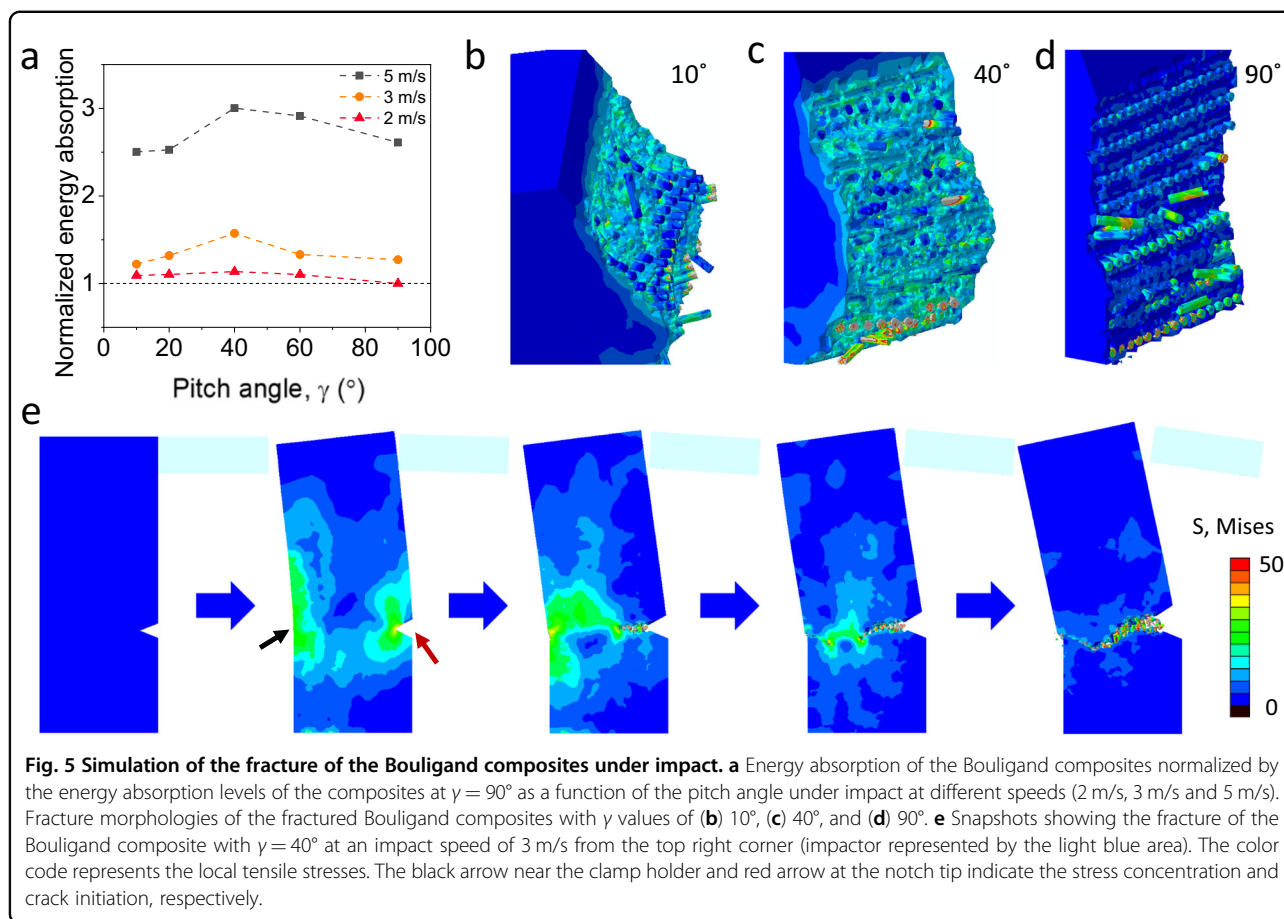 a
Normalized energy absorption
3
2
1
0
20
40
60
80
100
Pitch angle, γ (°)
5 m/s
3 m/s
2 m/s
b
10°
c
40°
d
90°
e
S, Mises
50
0
Fig. 5 Simulation of the fracture of the Bouligand composites under impact. a Energy absorption of the Bouligand composites normalized by
the energy absorption levels of the composites at γ = 90° as a function of the pitch angle under impact at different speeds (2 m/s, 3 m/s and 5 m/s).
Fracture morphologies of the fractured Bouligand composites with γ values of (b) 10°, (c) 40°, and (d) 90°. e Snapshots showing the fracture of the
Bouligand composite with γ = 40° at an impact speed of 3 m/s from the top right corner (impactor represented by the light blue area). The color
code represents the local tensile stresses. The black arrow near the clamp holder and red arrow at the notch tip indicate the stress concentration and
crack initiation, respectively.